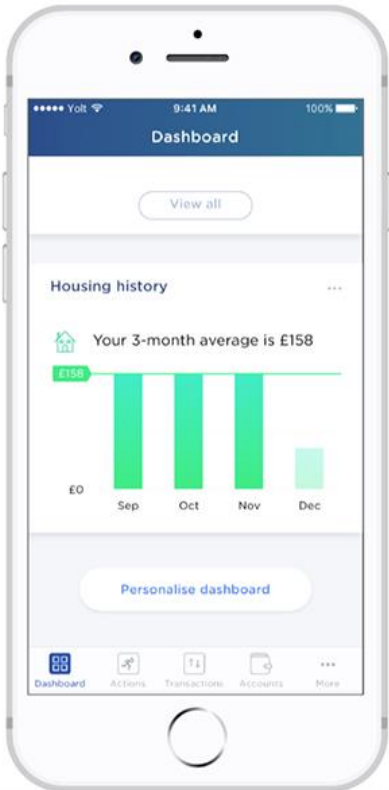 Yolt 9:41 AM 100%
Dashboard
View all
Housing history ...
Your 3-month average is £158
£158
£0
Sep Oct Nov Dec
Personalise dashboard
Dashboard Actions Transactions Accounts More